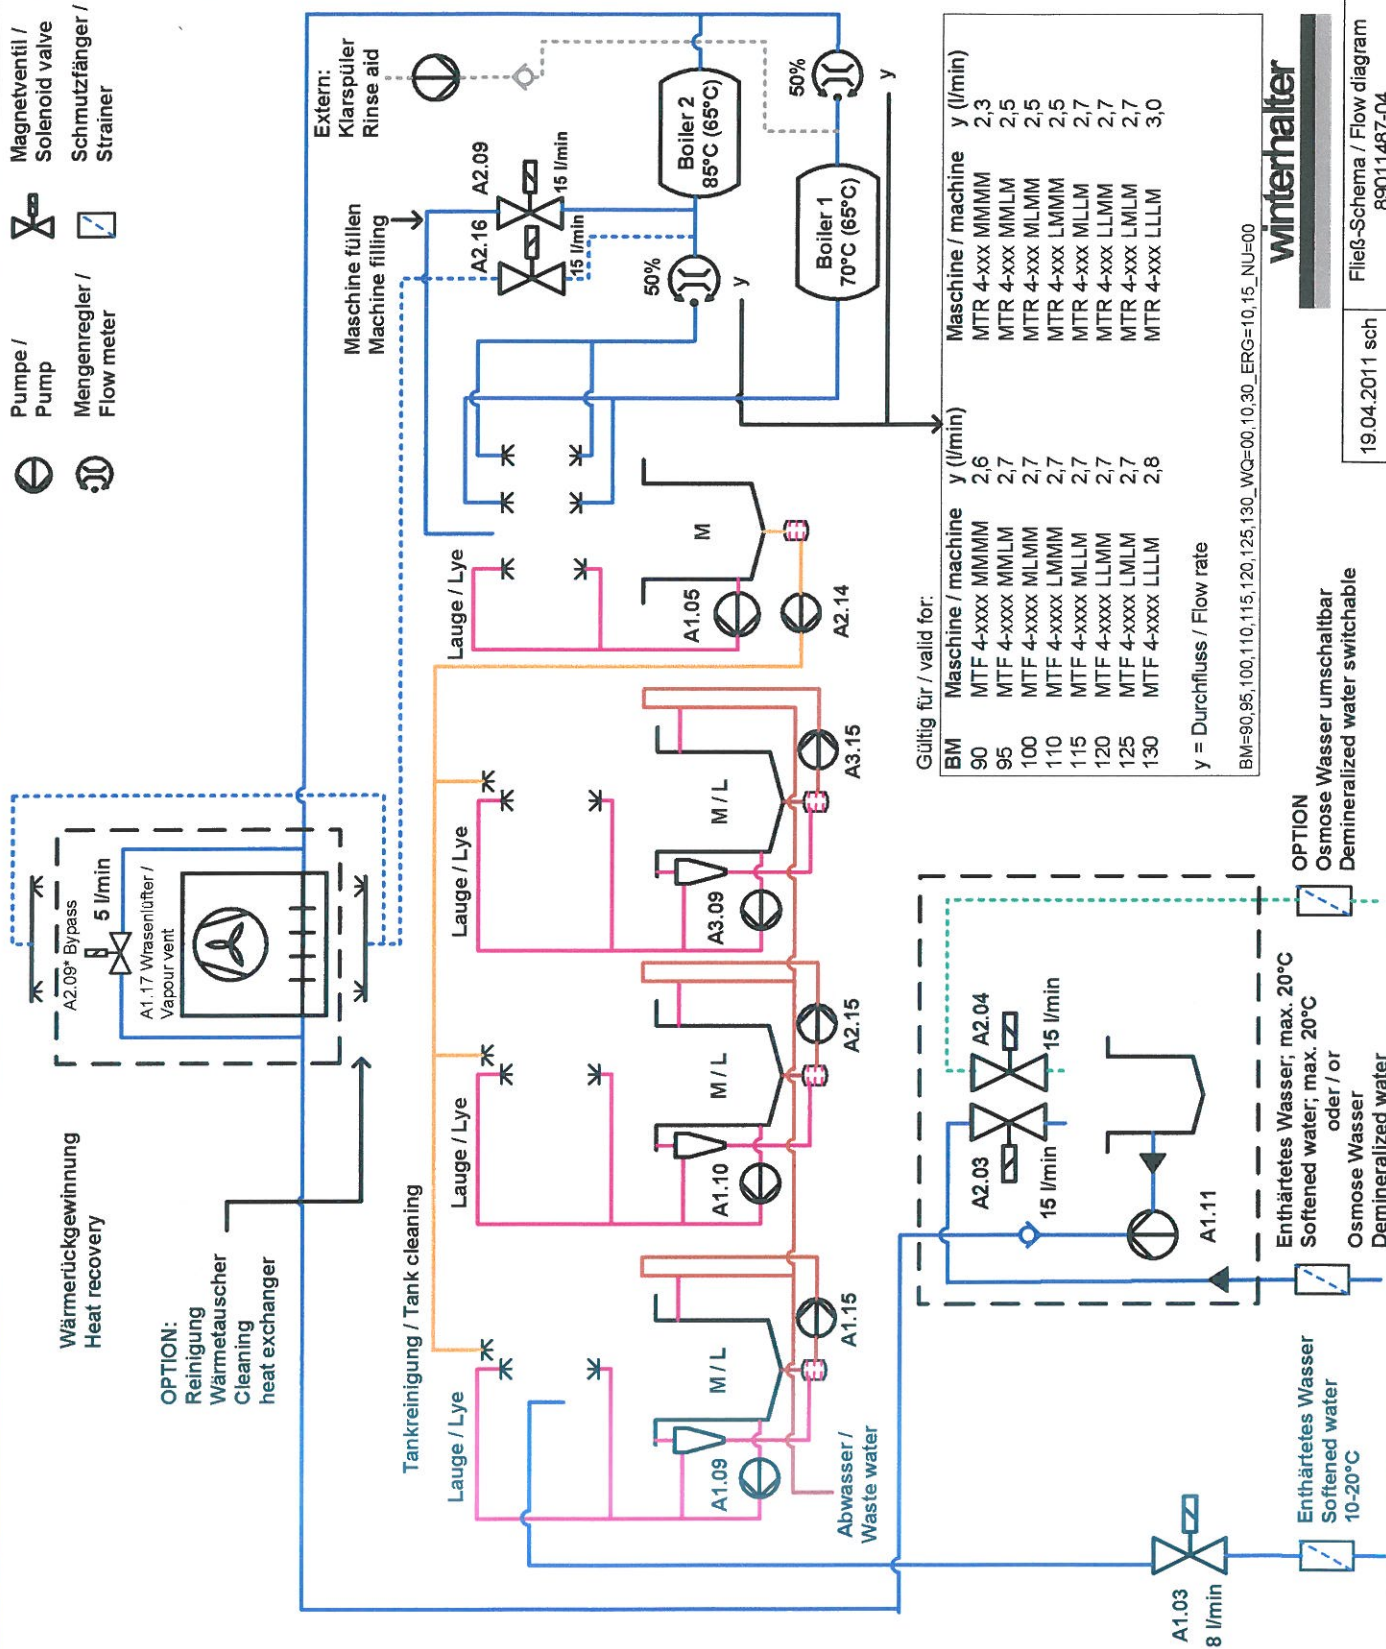 Pumpe /
Pump
Magnetventil /
Solenoid valve
Mengenregler /
Flow meter
Schmutzfänger /
Strainer
Wärmerückgewinnung
Heat recovery
OPTION:
Reinigung
Wärmetauscher
Cleaning
heat exchanger
A2.09* Bypass
5 l/min
A1.17 Wrasenlüfter /
Vapour vent
Extern:
Klarspüler
Rinse aid
Maschine füllen
Machine filling
A2.16
A2.09
15 l/min
15 l/min
50%
y
Boiler 2
85°C (65°C)
50%
y
Boiler 1
70°C (65°C)
Tankreinigung / Tank cleaning
Lauge / Lye
Lauge / Lye
Lauge / Lye
Lauge / Lye
A1.09
M / L
A1.15
A1.10
M / L
A2.15
A3.09
M / L
A3.15
A1.05
M
A2.14
Abwasser /
Waste water
A1.03
8 l/min
Enthärtetes Wasser
Softened water
10-20°C
A2.03
15 l/min
A2.04
15 l/min
A1.11
Enthärtetes Wasser; max. 20°C
Softened water; max. 20°C
oder / or
Osmose Wasser
Demineralized water
OPTION
Osmose Wasser umschaltbar
Demineralized water switchable
Gültig für / valid for:
BM Maschine / machine y (l/min) Maschine / machine y (l/min)
90 MTF 4-xxxx MMMM 2,6 MTR 4-xxx MMMM 2,3
95 MTF 4-xxxx MMLM 2,7 MTR 4-xxx MMLM 2,5
100 MTF 4-xxxx MLMM 2,7 MTR 4-xxx MLMM 2,5
110 MTF 4-xxxx LMMM 2,7 MTR 4-xxx LMMM 2,5
115 MTF 4-xxxx MLLM 2,7 MTR 4-xxx MLLM 2,7
120 MTF 4-xxxx LLMM 2,7 MTR 4-xxx LLMM 2,7
125 MTF 4-xxxx LMLM 2,7 MTR 4-xxx LMLM 2,7
130 MTF 4-xxxx LLLM 2,8 MTR 4-xxx LLLM 3,0
y = Durchfluss / Flow rate
BM=90,95,100,110,115,120,125,130_WQ=00,10,30_ERG=10,15_NU=00
winterhalter
19.04.2011 sch
Fließ-Schema / Flow diagram
89011487-04